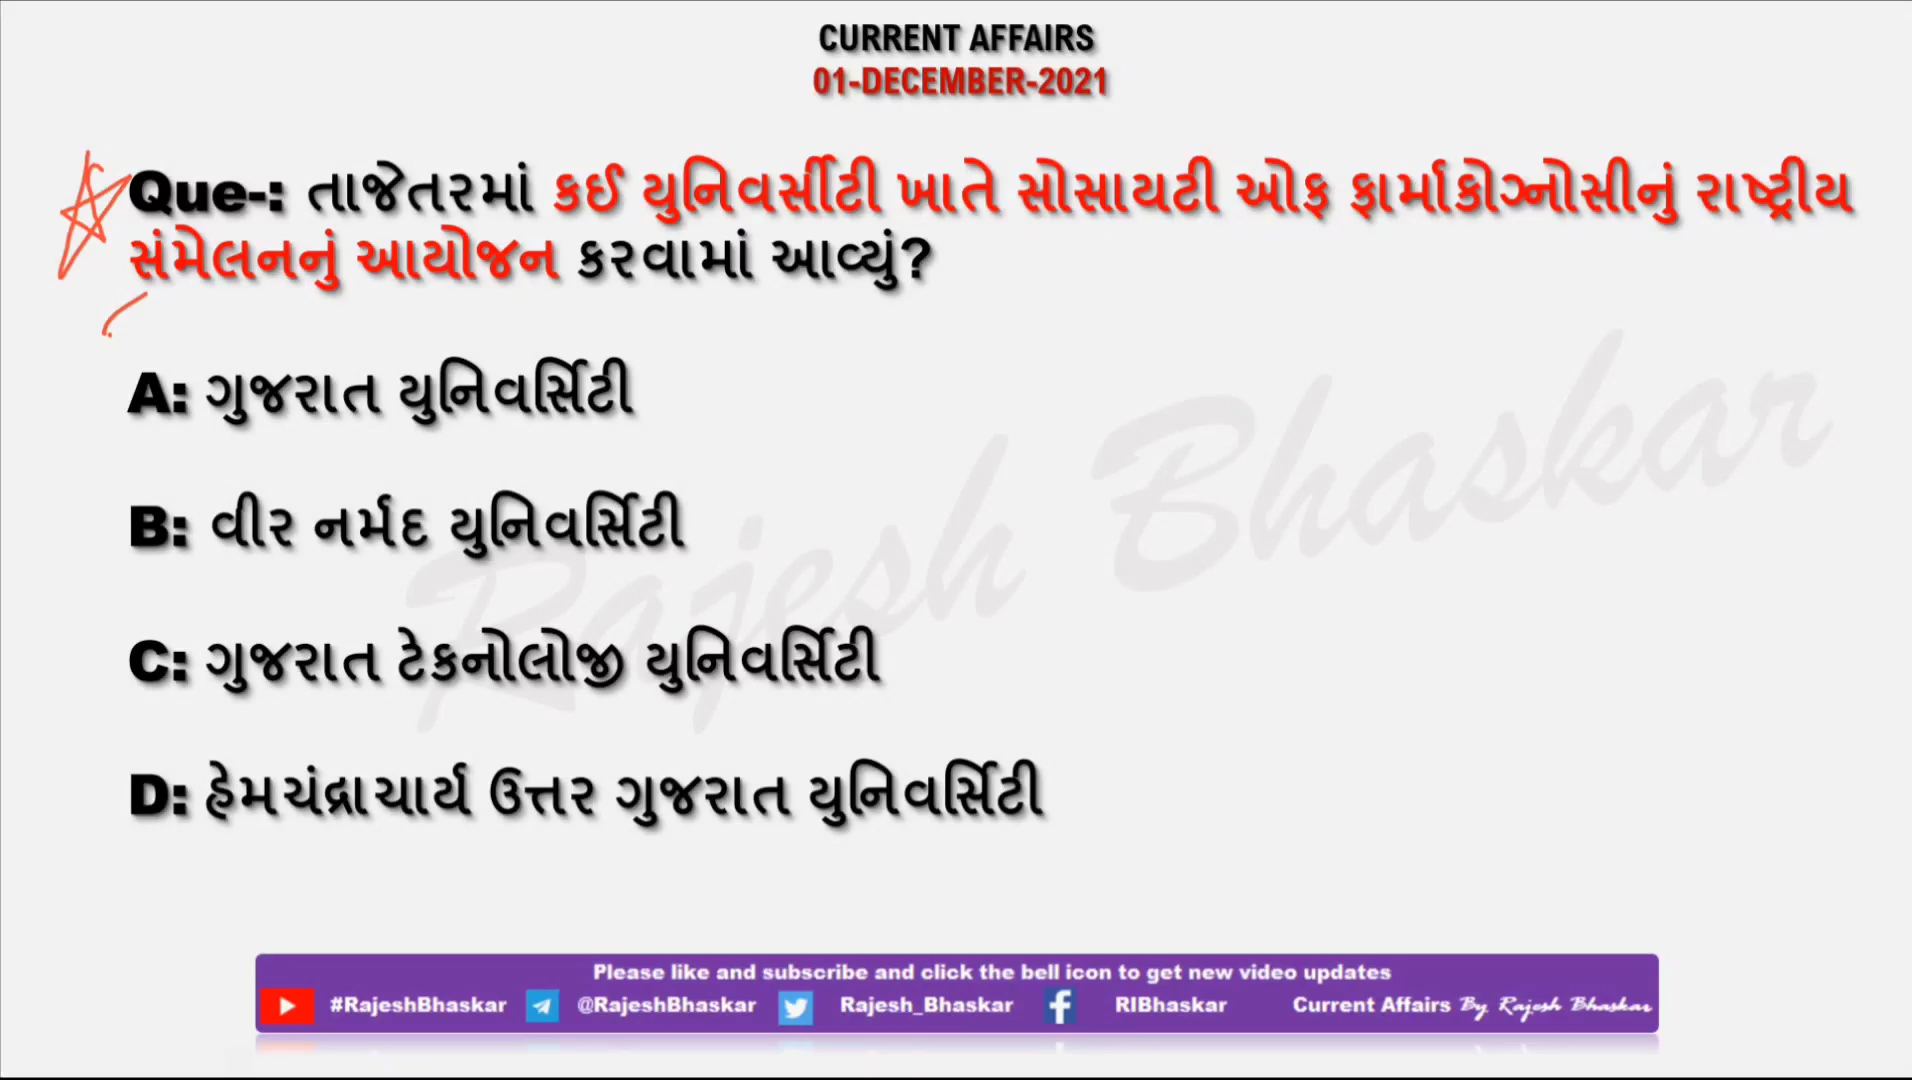 CURRENT AFFAIRS
01-DECEMBER-2021
Que-: તાજેતરમાં કઈ યુનિવર્સીટી ખાતે સોસાયટી ઓફ ફાર્માકોગ્નોસીનું રાષ્ટ્રીય
સંમેલનનું આયોજન કરવામાં આવ્યું?
A: ગુજરાત યુનિવર્સિટી
B: વીર નર્મદ યુનિવર્સિટી
C: ગુજરાત ટેકનોલોજી યુનિવર્સિટી
D: હેમચંદ્રાચાર્ય ઉત્તર ગુજરાત યુનિવર્સિટી
Rajesh Bhaskar
Please like and subscribe and click the bell icon to get new video updates
#RajeshBhaskar @RajeshBhaskar Rajesh_Bhaskar RIBhaskar Current Affairs By Rajesh Bhaskar